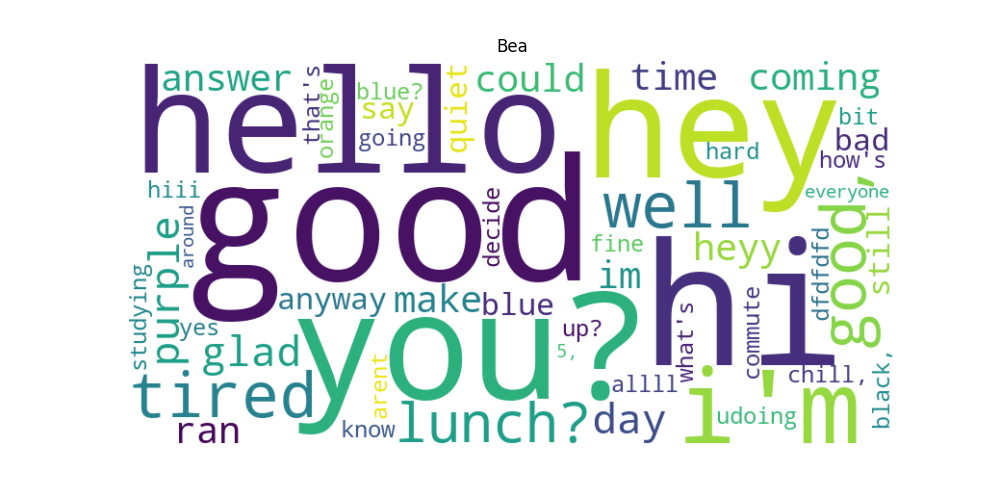 Bea
hello
hey
answer
that's
orange
blue?
say
going
quiet
could
time
coming
bit
bad
how's
hard
everyone
hiii
around
good
decide
well
good,
still
purple
fine
heyy
im
dfdfdfd
studying
anyway
make
blue
up?
hi
what's
commute
yes
glad
you?
5,
allll
chill,
black,
tired
arent
lunch?
day
i'm
udoing
ran
know